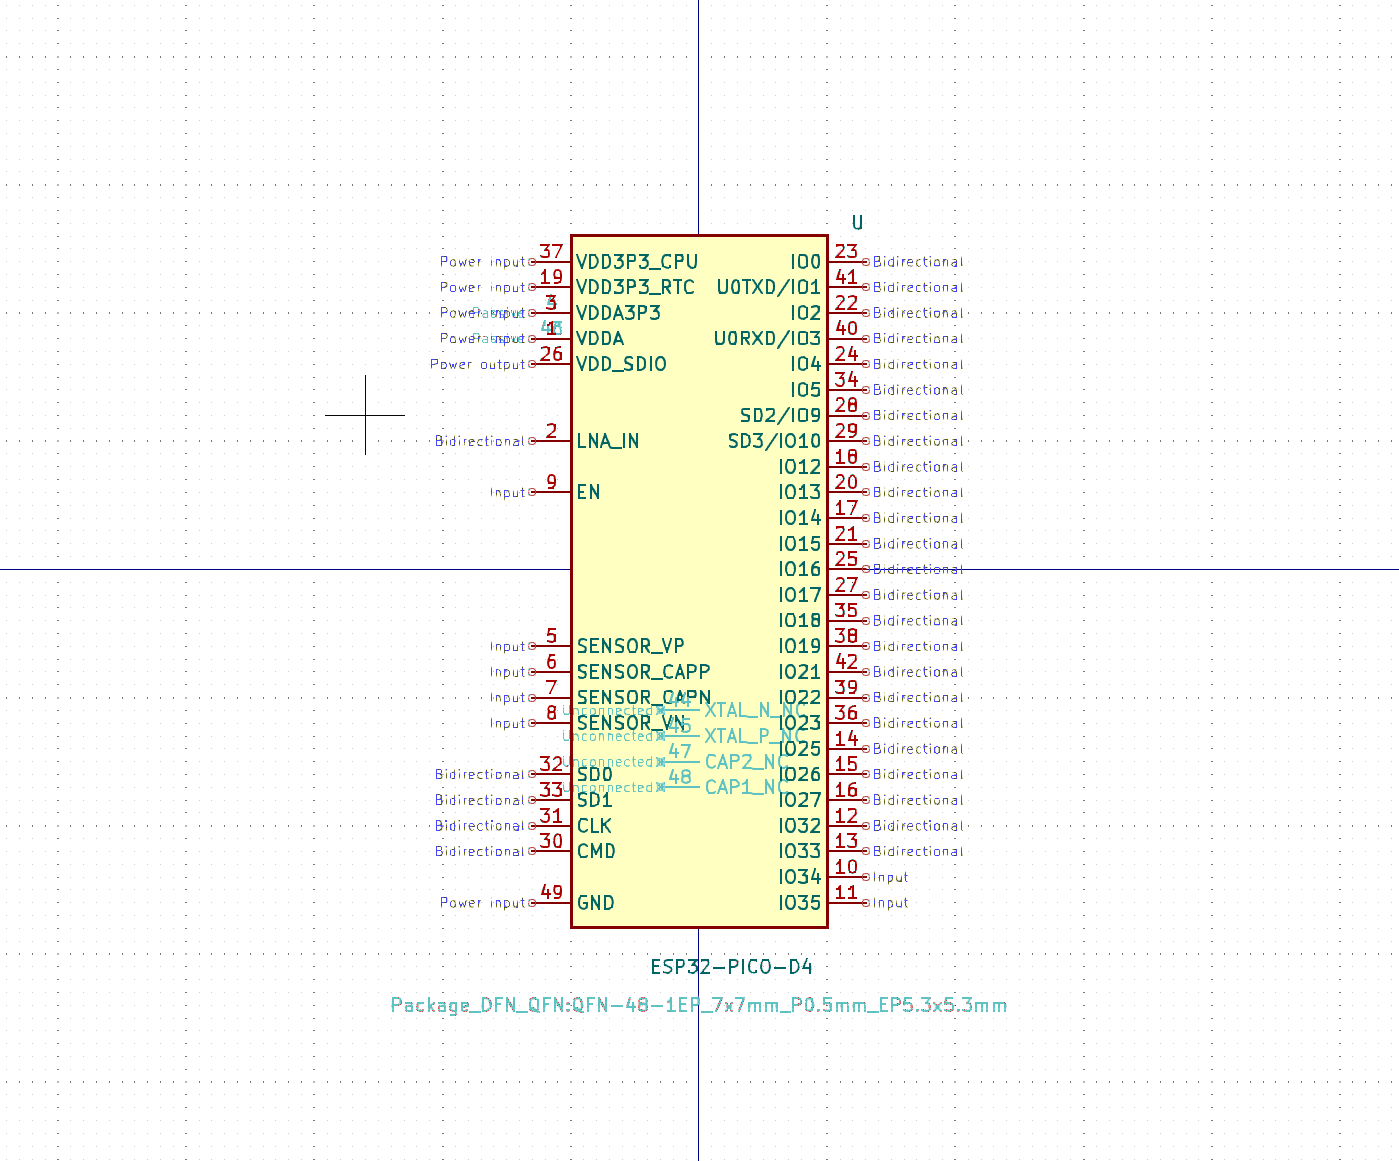 U
Power input 37 VDD3P3_CPU IO0 23 Bidirectional
Power input 19 VDD3P3_RTC U0TXD/IO1 41 Bidirectional
Power input 3 VDDA3P3 IO2 22 Bidirectional
Power input 1 VDDA U0RXD/IO3 40 Bidirectional
Power output 26 VDD_SDIO IO4 24 Bidirectional
IO5 34 Bidirectional
SD2/IO9 28 Bidirectional
Bidirectional 2 LNA_IN SD3/IO10 29 Bidirectional
IO12 18 Bidirectional
Input 9 EN IO13 20 Bidirectional
IO14 17 Bidirectional
IO15 21 Bidirectional
IO16 25 Bidirectional
IO17 27 Bidirectional
IO18 35 Bidirectional
Input 5 SENSOR_VP IO19 38 Bidirectional
Input 6 SENSOR_CAPP IO21 42 Bidirectional
Input 7 SENSOR_CAPN IO22 39 Bidirectional
Unconnected 44 XTAL_N_NC
Input 8 SENSOR_VN IO23 36 Bidirectional
Unconnected 45 XTAL_P_NC
IO25 14 Bidirectional
Unconnected 47 CAP2_NC
Bidirectional 32 SD0 IO26 15 Bidirectional
Unconnected 48 CAP1_NC
Bidirectional 33 SD1 IO27 16 Bidirectional
Bidirectional 31 CLK IO32 12 Bidirectional
Bidirectional 30 CMD IO33 13 Bidirectional
IO34 10 Input
Power input 49 GND IO35 11 Input
ESP32-PICO-D4
Package_DFN_QFN:QFN-48-1EP_7x7mm_P0.5mm_EP5.3x5.3mm